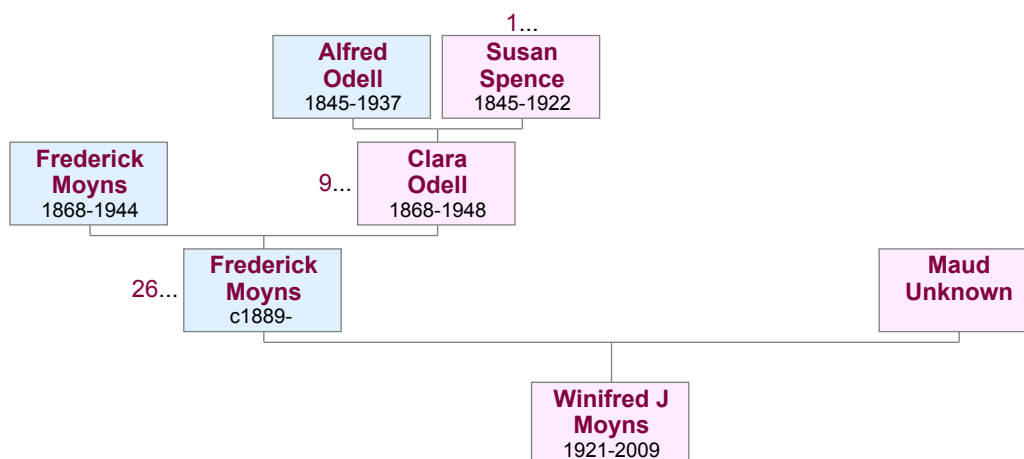 1...
Alfred
Odell
1845-1937
Susan
Spence
1845-1922
Frederick
Moyns
1868-1944
9...
Clara
Odell
1868-1948
26...
Frederick
Moyns
c1889-
Maud
Unknown
Winifred J
Moyns
1921-2009